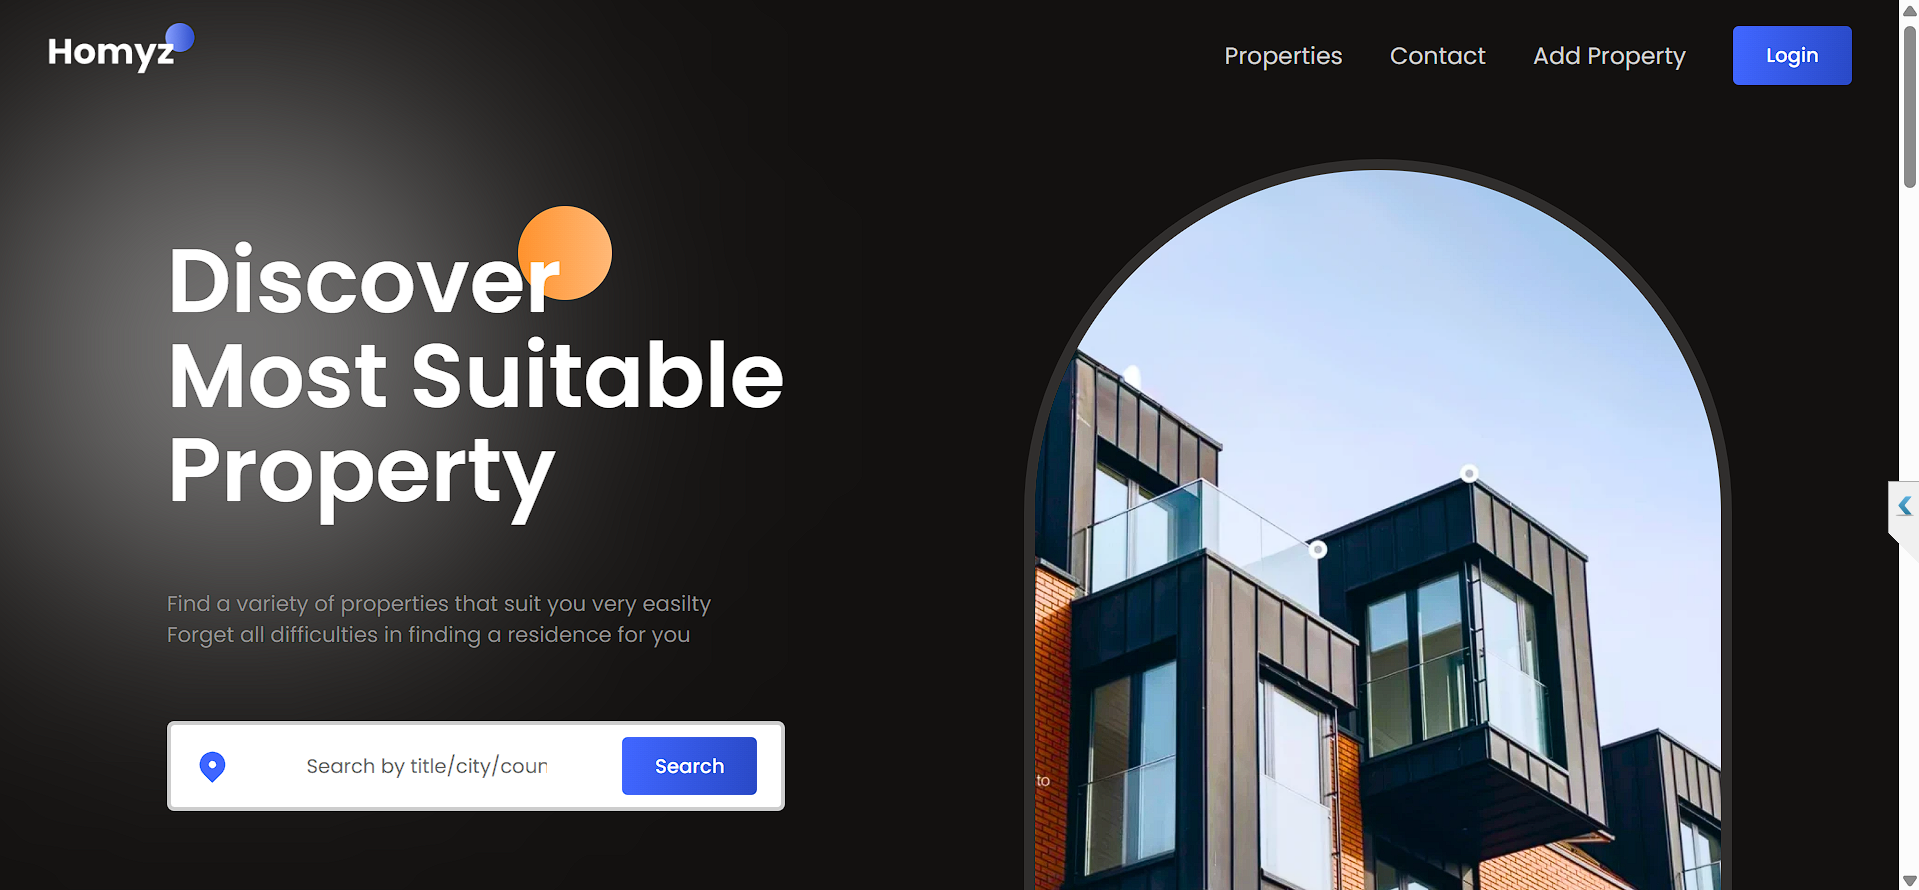 Homyz
Properties
Contact
Add Property
Login
Discover
Most Suitable
Property
Find a variety of properties that suit you very easilty
Forget all difficulties in finding a residence for you
Search by title/city/coun
Search
to